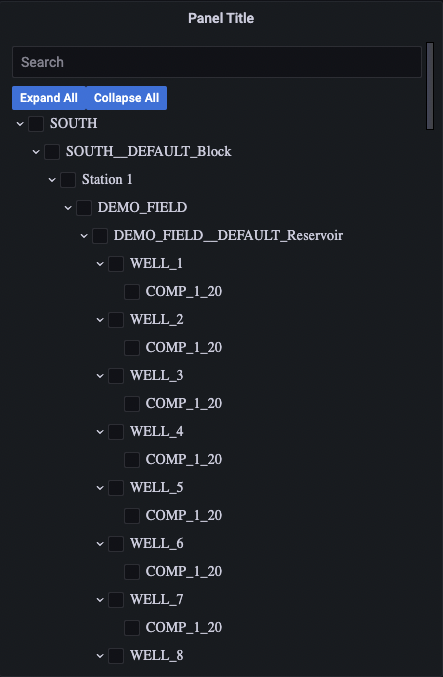 Panel Title
Search
Expand All Collapse All
SOUTH
SOUTH__DEFAULT_Block
Station 1
DEMO_FIELD
DEMO_FIELD__DEFAULT_Reservoir
WELL_1
COMP_1_20
WELL_2
COMP_1_20
WELL_3
COMP_1_20
WELL_4
COMP_1_20
WELL_5
COMP_1_20
WELL_6
COMP_1_20
WELL_7
COMP_1_20
WELL_8